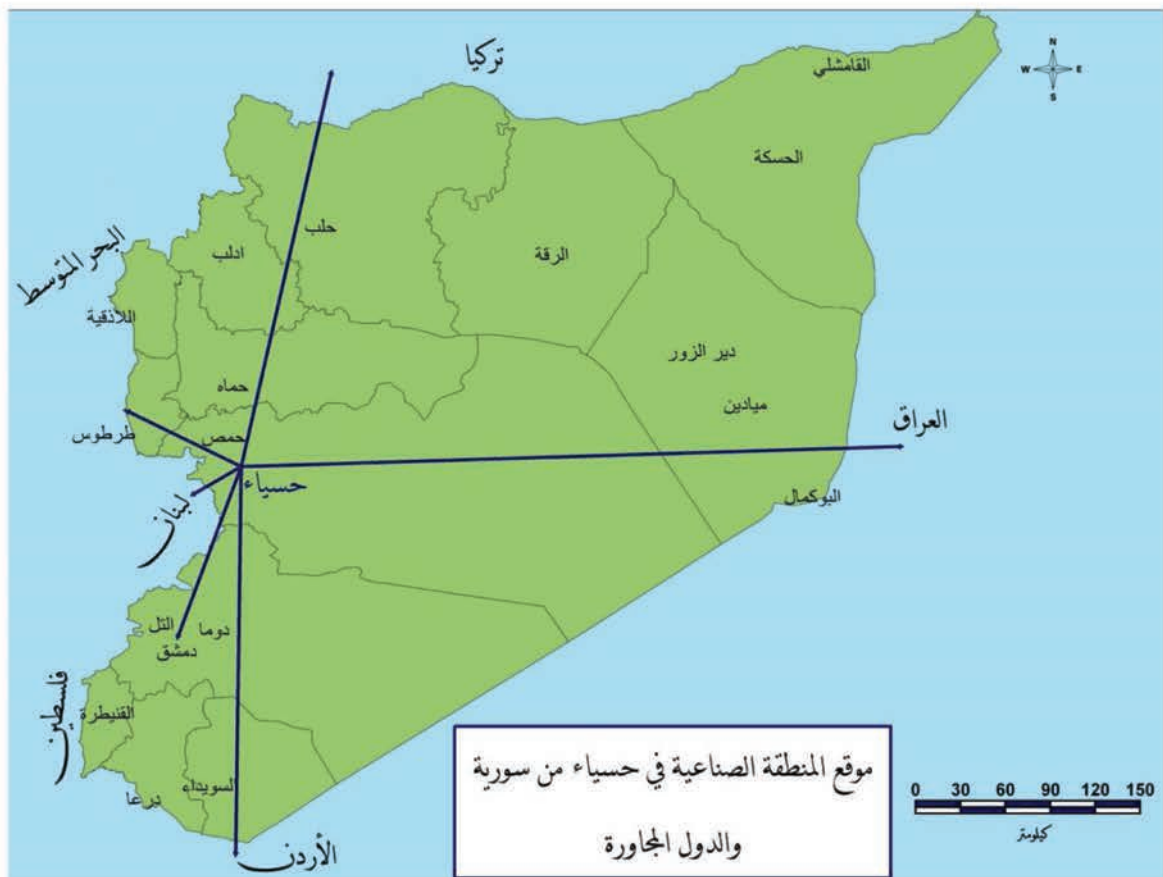 تركيا
القامشلي
N
W E
S
الحسكة
حلب
ادلب
الرقة
البحر المتوسط
اللاذقية
دير الزور
حماه
ميادين
طرطوس
حمص
العراق
حسياء
البوكمال
لبنان
التل
دوما
دمشق
فلسطين
القنيطرة
السويداء
درعا
الأردن
موقع المنطقة الصناعية في حسياء من سورية
والدول المجاورة
0 30 60 90 120 150
كيلومتر